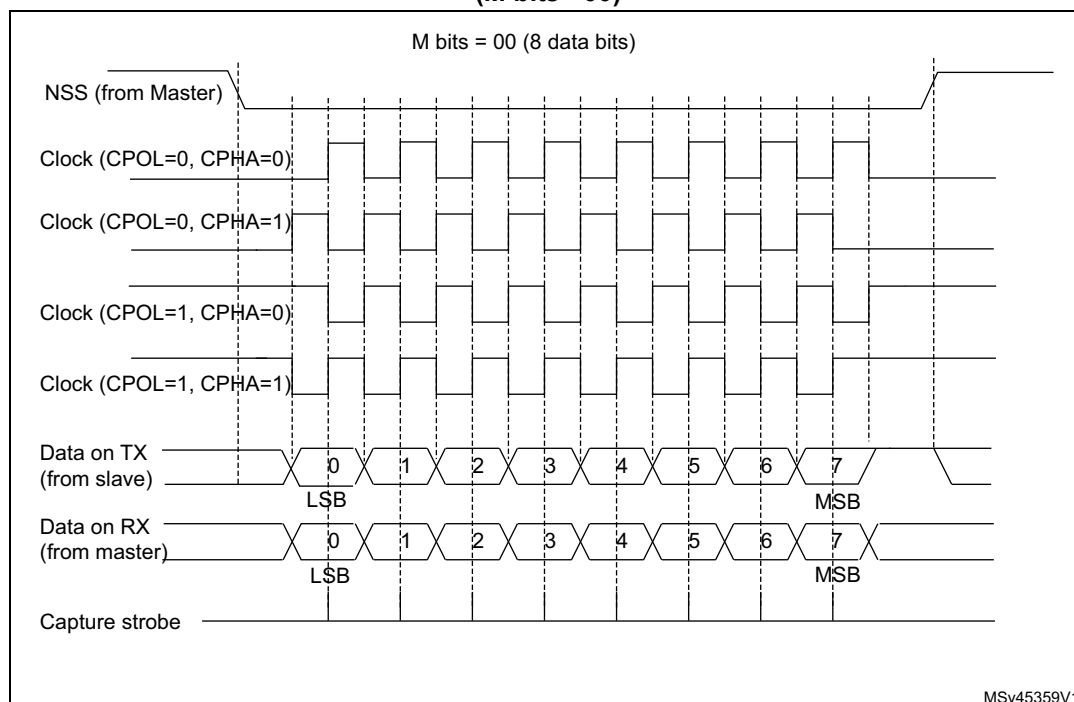 M bits = 00 (8 data bits)
NSS (from Master)
Clock (CPOL=0, CPHA=0)
Clock (CPOL=0, CPHA=1)
Clock (CPOL=1, CPHA=0)
Clock (CPOL=1, CPHA=1)
Data on TX
(from slave)
0 1 2 3 4 5 6 7
LSB MSB
Data on RX
(from master)
0 1 2 3 4 5 6 7
LSB MSB
Capture strobe
MSv45359V1